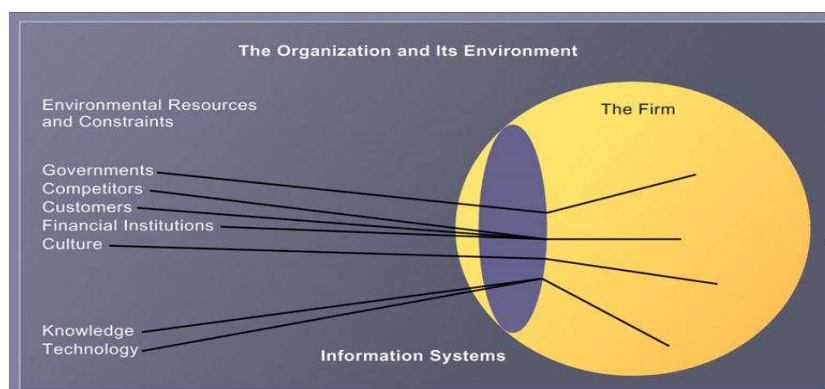 The Organization and Its Environment
Environmental Resources
and Constraints
The Firm
Governments
Competitors
Customers
Financial Institutions
Culture
Knowledge
Technology
Information Systems